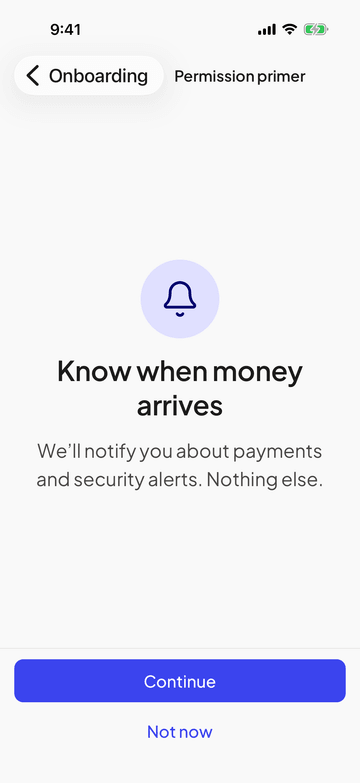 9:41
Onboarding
Permission primer
Know when money
arrives
We’ll notify you about payments
and security alerts. Nothing else.
Continue
Not now